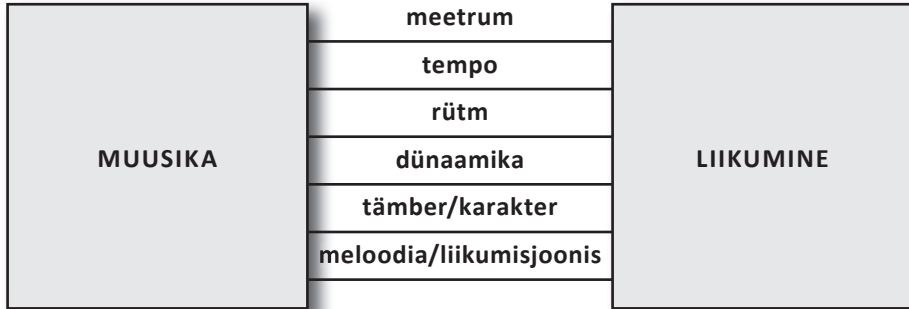 meetrum
tempo
rütm
MUUSIKA
dünaamika
LIIKUMINE
tämber/karakter
meloodia/liikumisjoonis